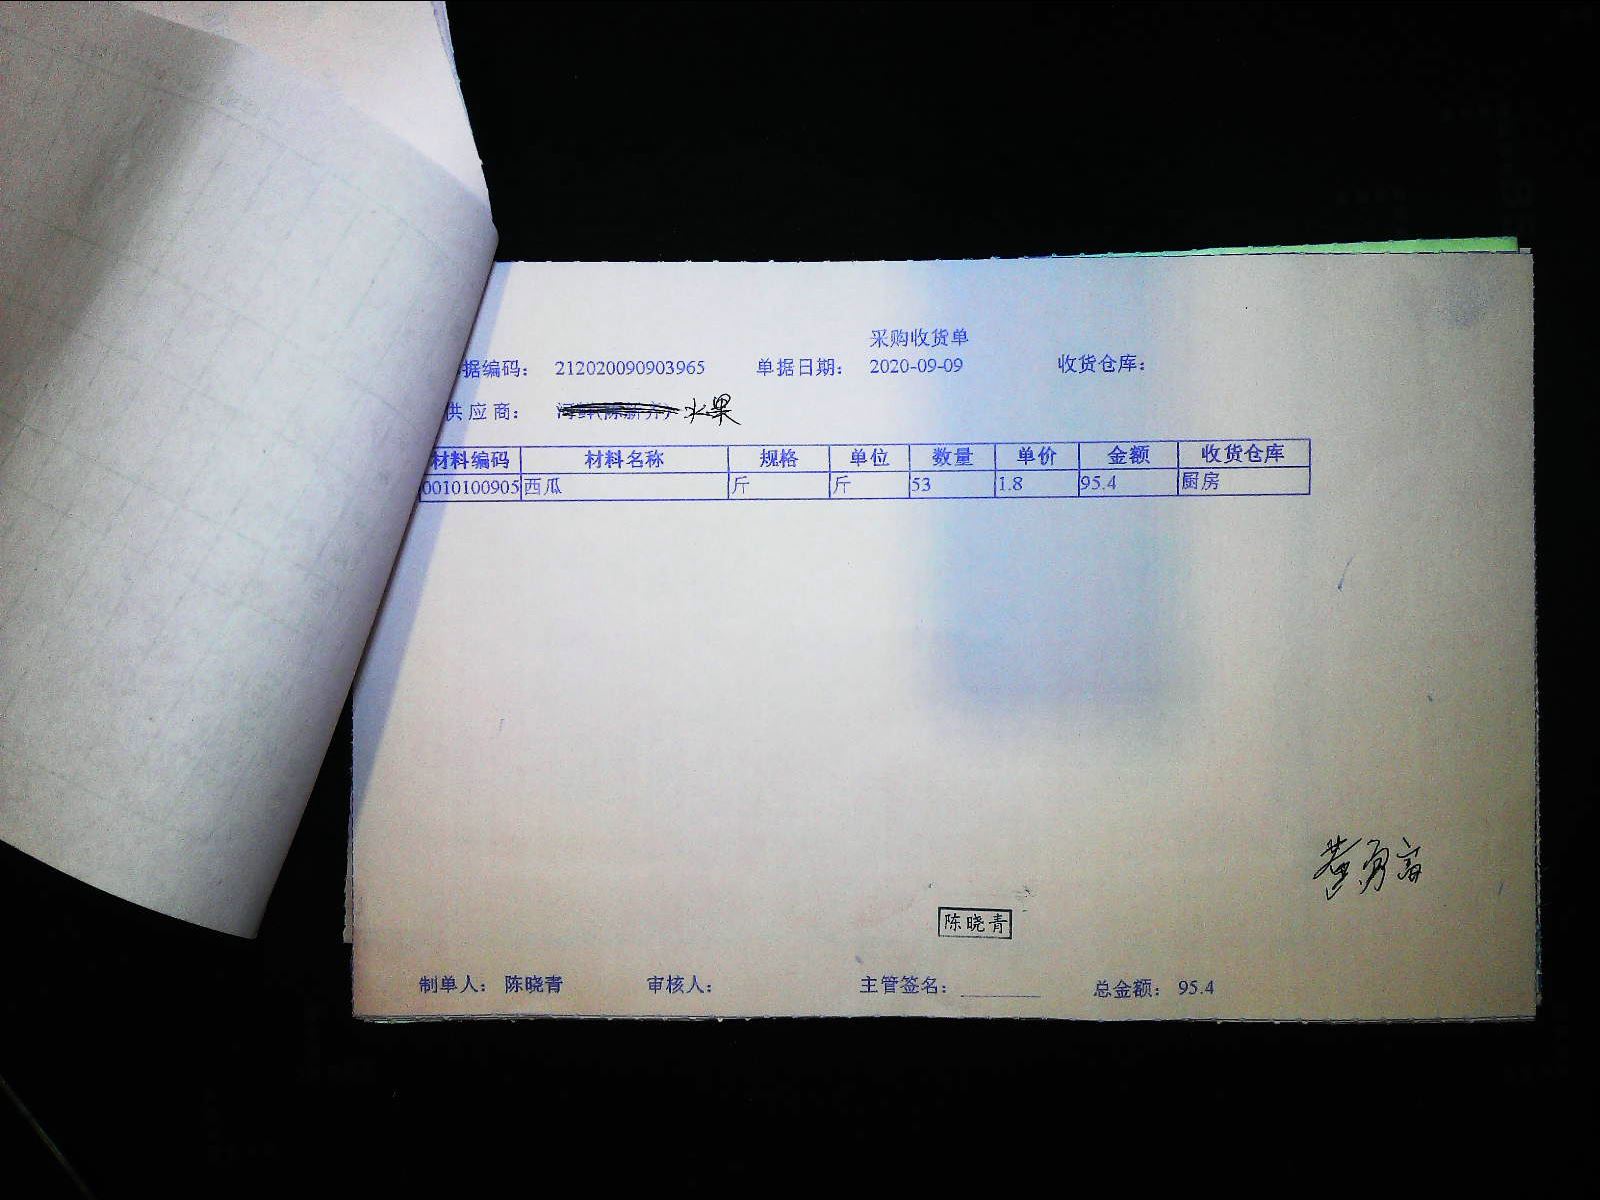 采购收货单
据编码： 212020090903965 单据日期： 2020-09-09 收货仓库：
供应商： 水果
材料编码 材料名称 规格 单位 数量 单价 金额 收货仓库
0010100905 西瓜 斤 斤 53 1.8 95.4 厨房
陈晓青
制单人： 陈晓青 审核人： 主管签名： 总金额： 95.4